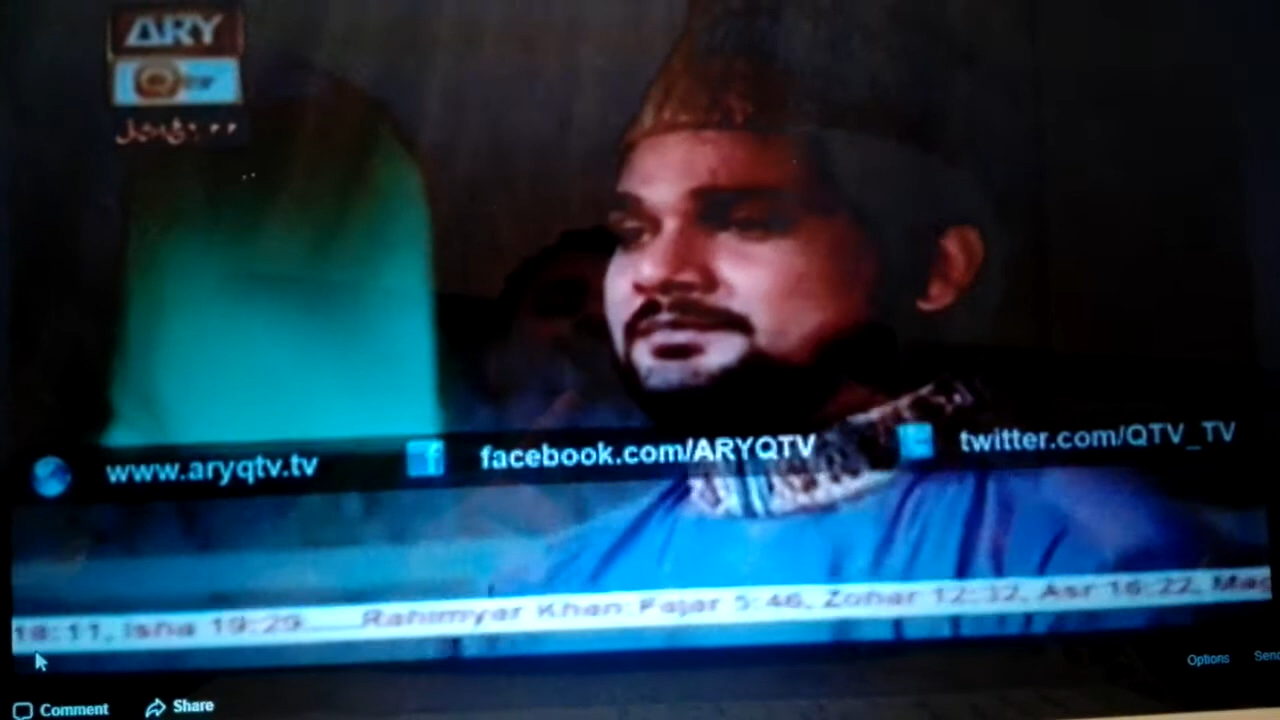 ARY
Q
www.aryqtv.tv
facebook.com/ARYQTV
twitter.com/QTV_TV
18:11, Isha 19:29 Rahimyar Khan Fajar 5:46, Zohar 12:32, Asr 16:22,
Options
Comment
Share